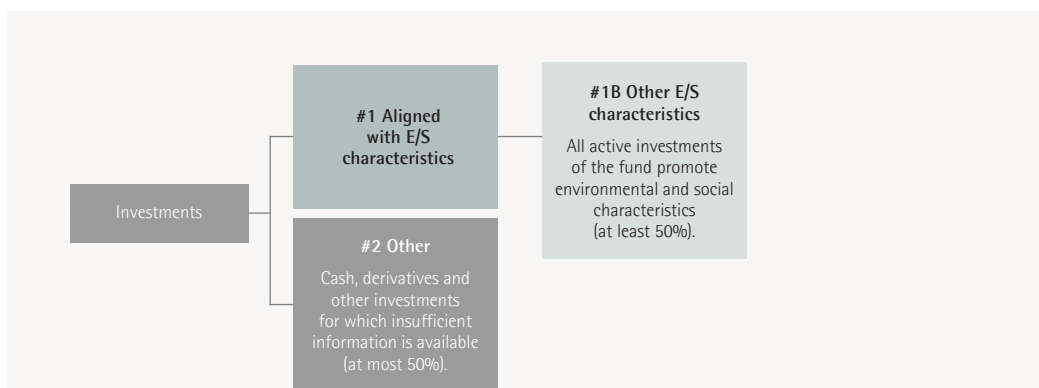 Investments
#1 Aligned
with E/S
characteristics
#1B Other E/S
characteristics
All active investments
of the fund promote
environmental and social
characteristics
(at least 50%).
#2 Other
Cash, derivatives and
other investments
for which insufficient
information is available
(at most 50%).